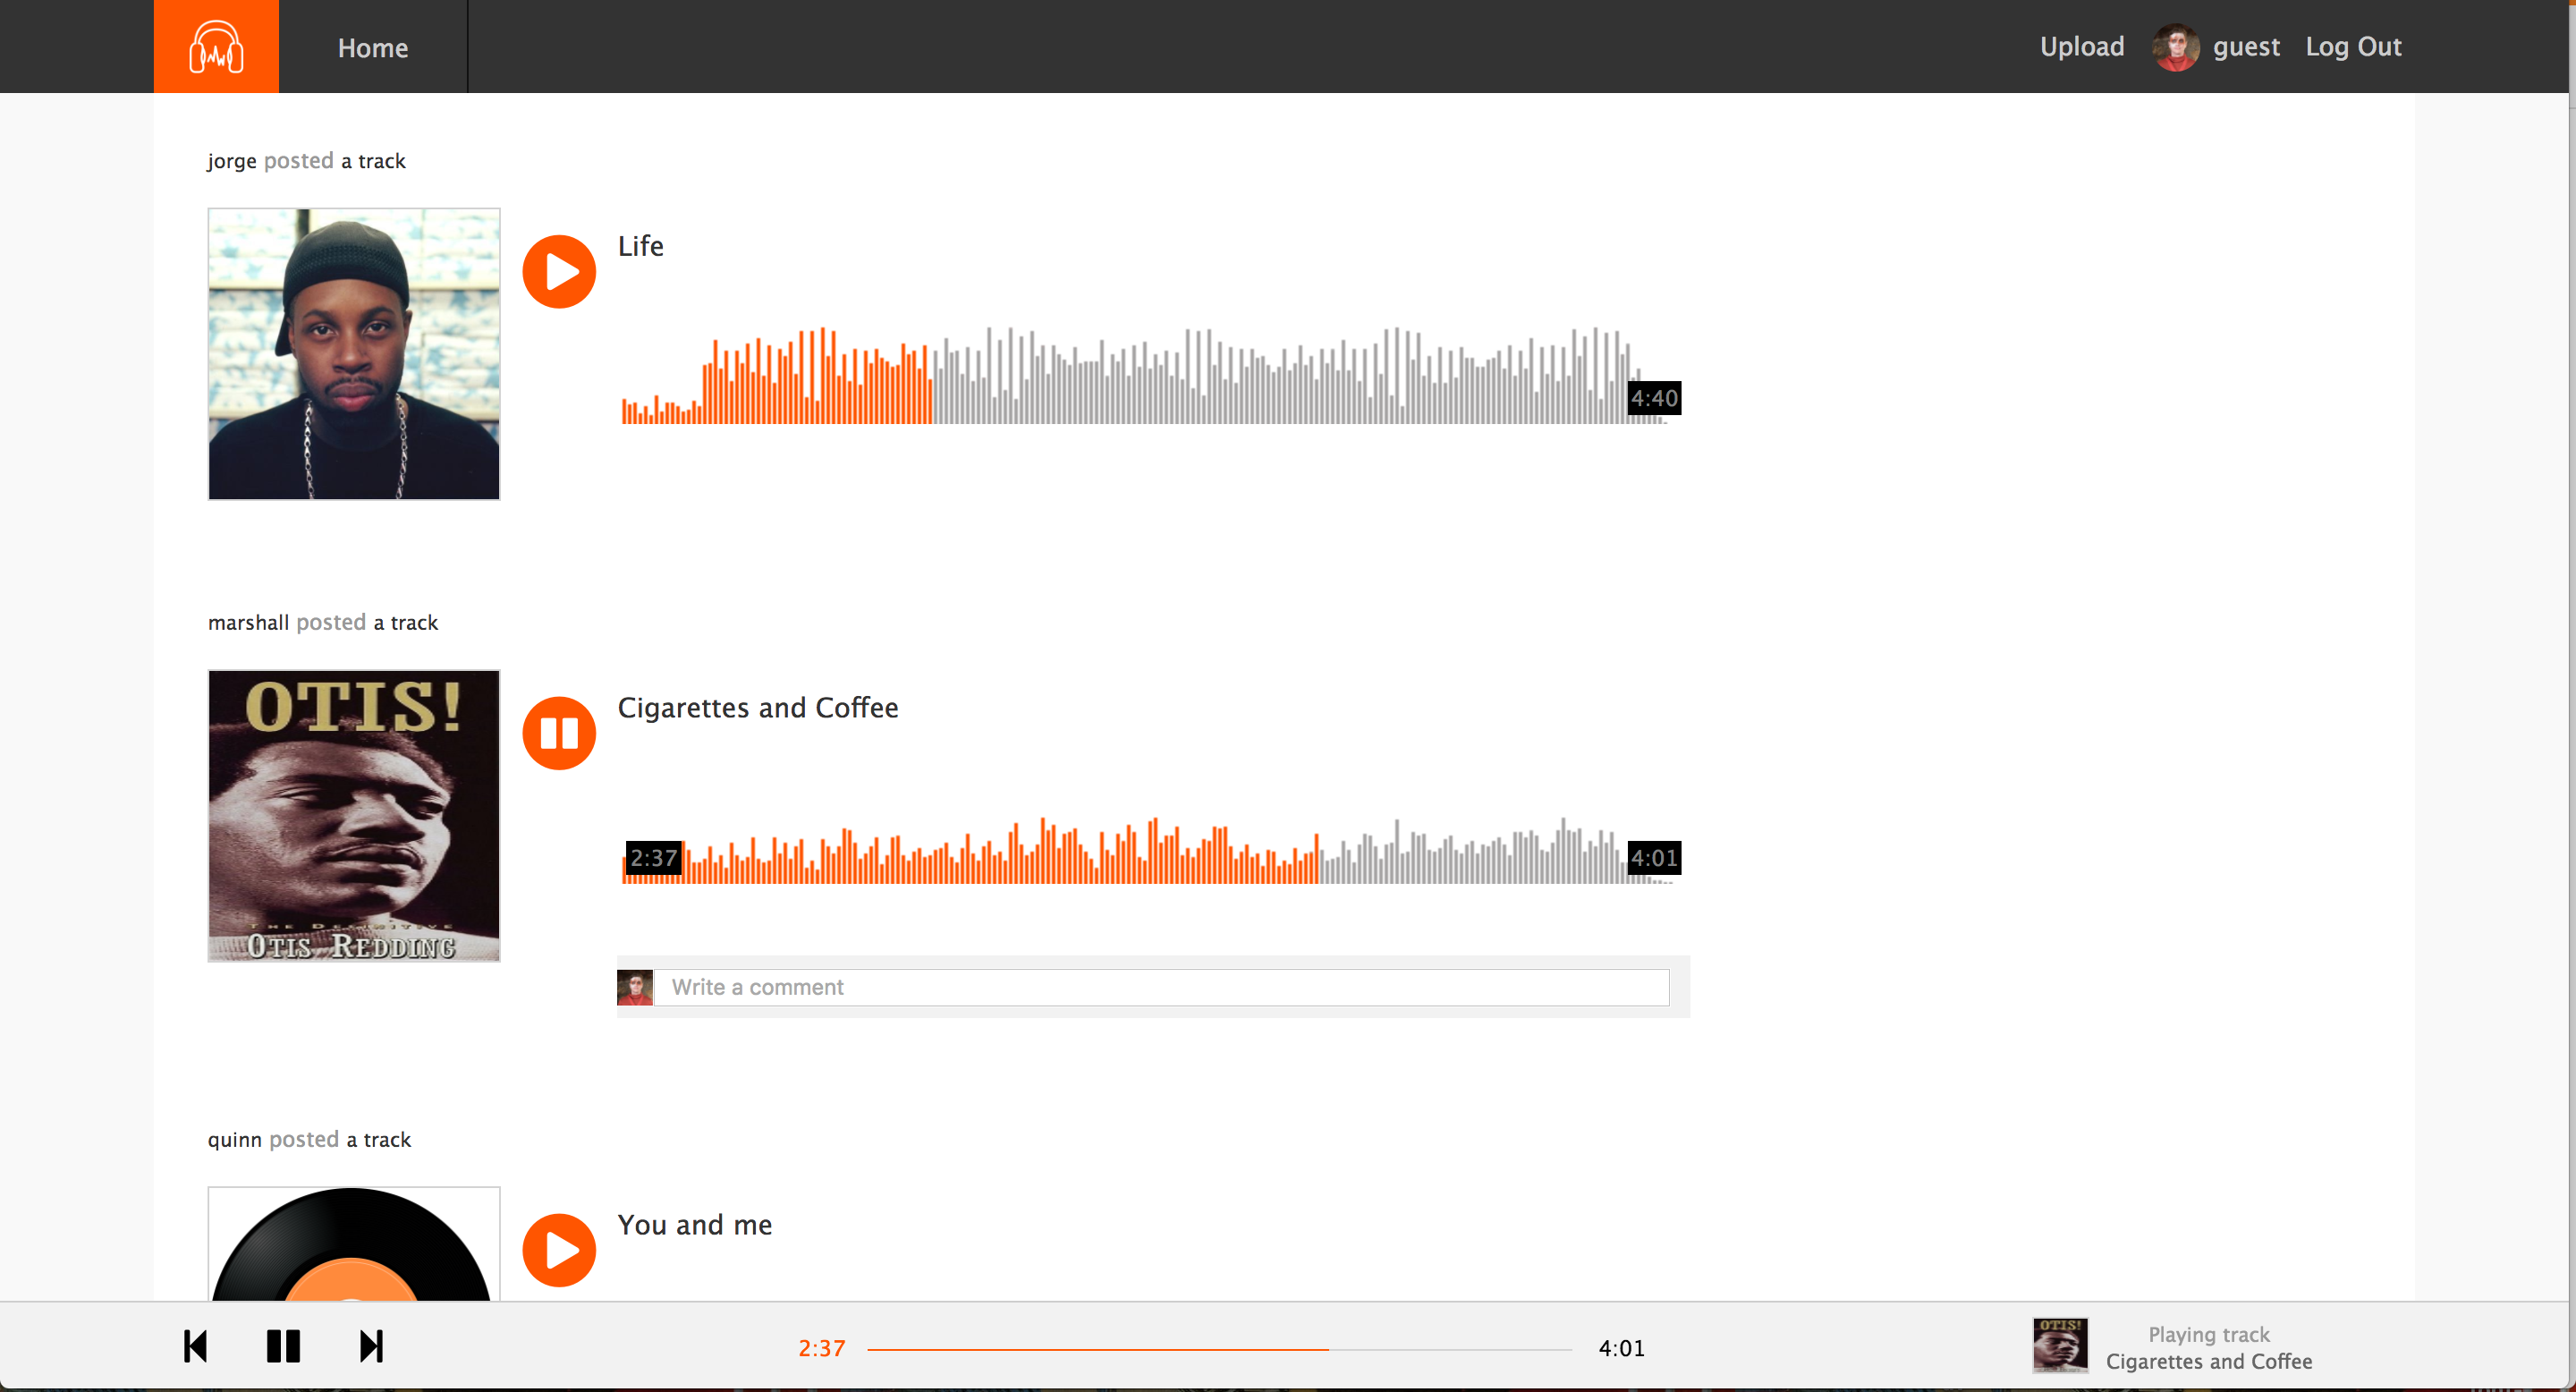 Home
Upload guest Log Out
jorge posted a track
Life
4:40
marshall posted a track
OTIS!
THE DEFINITIVE
OTIS REDDING
Cigarettes and Coffee
2:37
4:01
Write a comment
quinn posted a track
You and me
2:37
4:01
OTIS!
Playing track
Cigarettes and Coffee